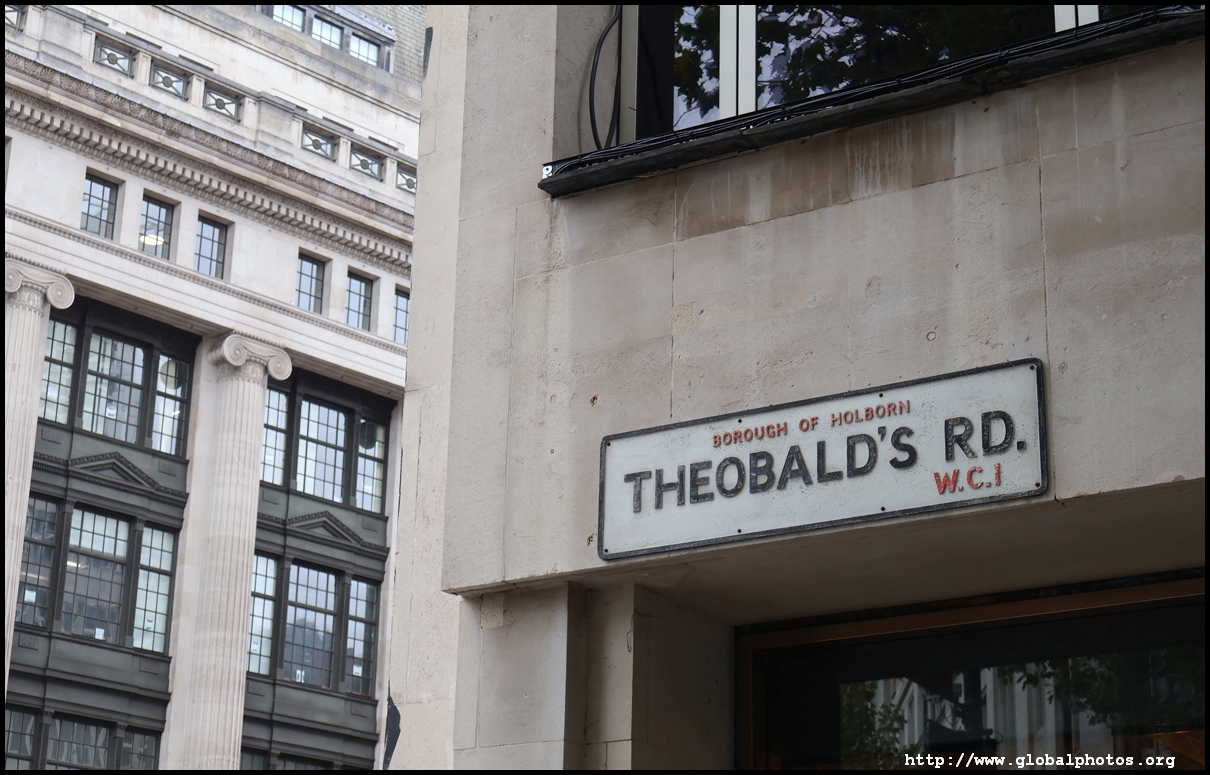 BOROUGH OF HOLBORN
THEOBALD'S RD.
W.C.1
http://www.globalphotos.org